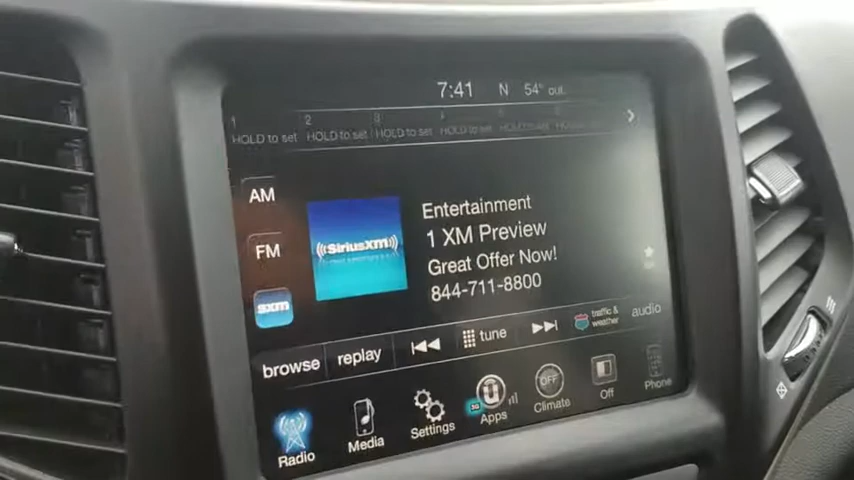 7:41 N 54° out
1 2 3
HOLD to set HOLD to set HOLD to set HOLD to set
AM
FM
sxm
((SiriusXM))
Entertainment
1 XM Preview
Great Offer Now!
844-711-8800
browse replay tune traffic & weather audio
Radio Media Settings 3G Apps OFF Climate Off Phone